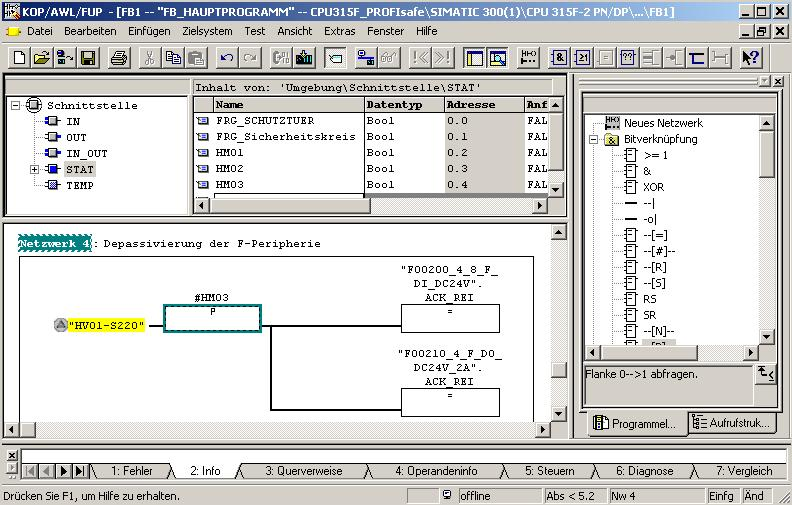 KOP/AWL/FUP - [FB1 -- "FB_HAUPTPROGRAMM" -- CPU315F_PROFIsafe\SIMATIC 300(1)\CPU 315F-2 PN/DP\...\FB1]
Datei Bearbeiten Einfügen Zielsystem Test Ansicht Extras Fenster Hilfe
Schnittstelle
IN
OUT
IN_OUT
STAT
TEMP
Inhalt von: 'Umgebung\Schnittstelle\STAT'
Name Datentyp Adresse Anf
FRG_SCHUTZTUER Bool 0.0 FAL
FRG_Sicherheitskreis Bool 0.1 FAL
HM01 Bool 0.2 FAL
HM02 Bool 0.3 FAL
HM03 Bool 0.4 FAL
Netzwerk 4: Depassivierung der F-Peripherie
"F00200_4_8_F_
DI_DC24V".
ACK_REI
#HM03
P
=
"HV01-S220"
"F00210_4_F_DO_
DC24V_2A".
ACK_REI
=
Neues Netzwerk
Bitverknüpfung
>= 1
&
XOR
--|
-o|
--[=]
--[#]--
--[R]
--[S]
RS
SR
--[N]--
Flanke 0-->1 abfragen.
Programmel... Aufrufstruk...
1: Fehler 2: Info 3: Querverweise 4: Operandeninfo 5: Steuern 6: Diagnose 7: Vergleich
Drücken Sie F1, um Hilfe zu erhalten. offline Abs < 5.2 Nw 4 Einfg Änd